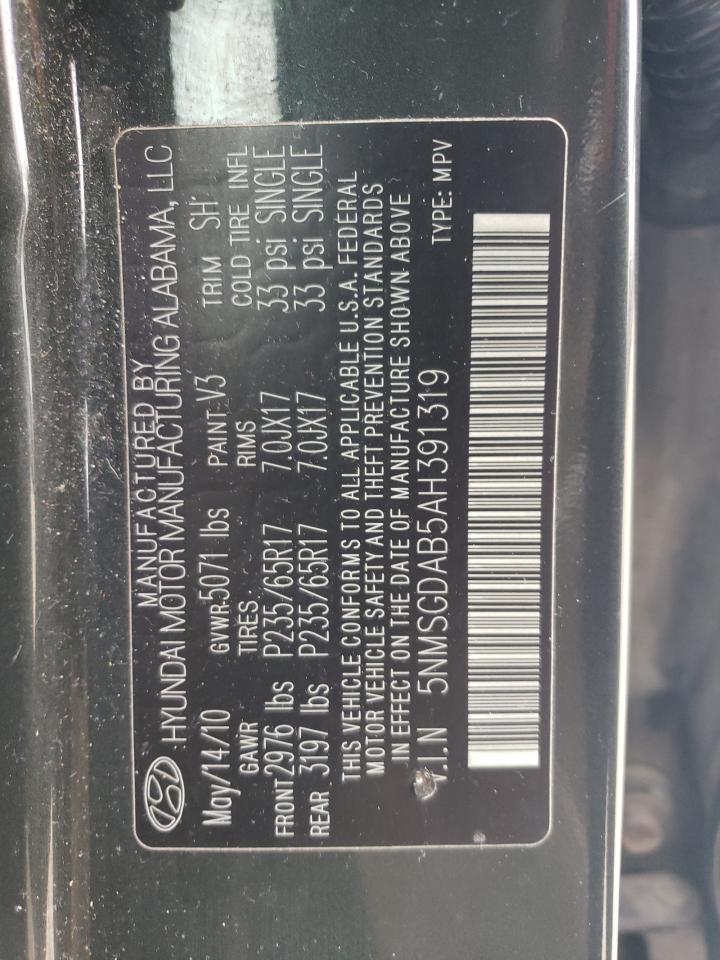 MANUFACTURED BY
HYUNDAI MOTOR MANUFACTURING ALABAMA, LLC
May/14/10 GVWR 5071 lbs PAINT V3 TRIM SH
GAWR TIRES RIMS COLD TIRE INFL
FRONT 2976 lbs P235/65R17 7.0JX17 33 psi SINGLE
REAR 3197 lbs P235/65R17 7.0JX17 33 psi SINGLE
THIS VEHICLE CONFORMS TO ALL APPLICABLE U.S.A. FEDERAL
MOTOR VEHICLE SAFETY AND THEFT PREVENTION STANDARDS
IN EFFECT ON THE DATE OF MANUFACTURE SHOWN ABOVE
V.I.N 5NMSGDAB5AH391319 TYPE: MPV